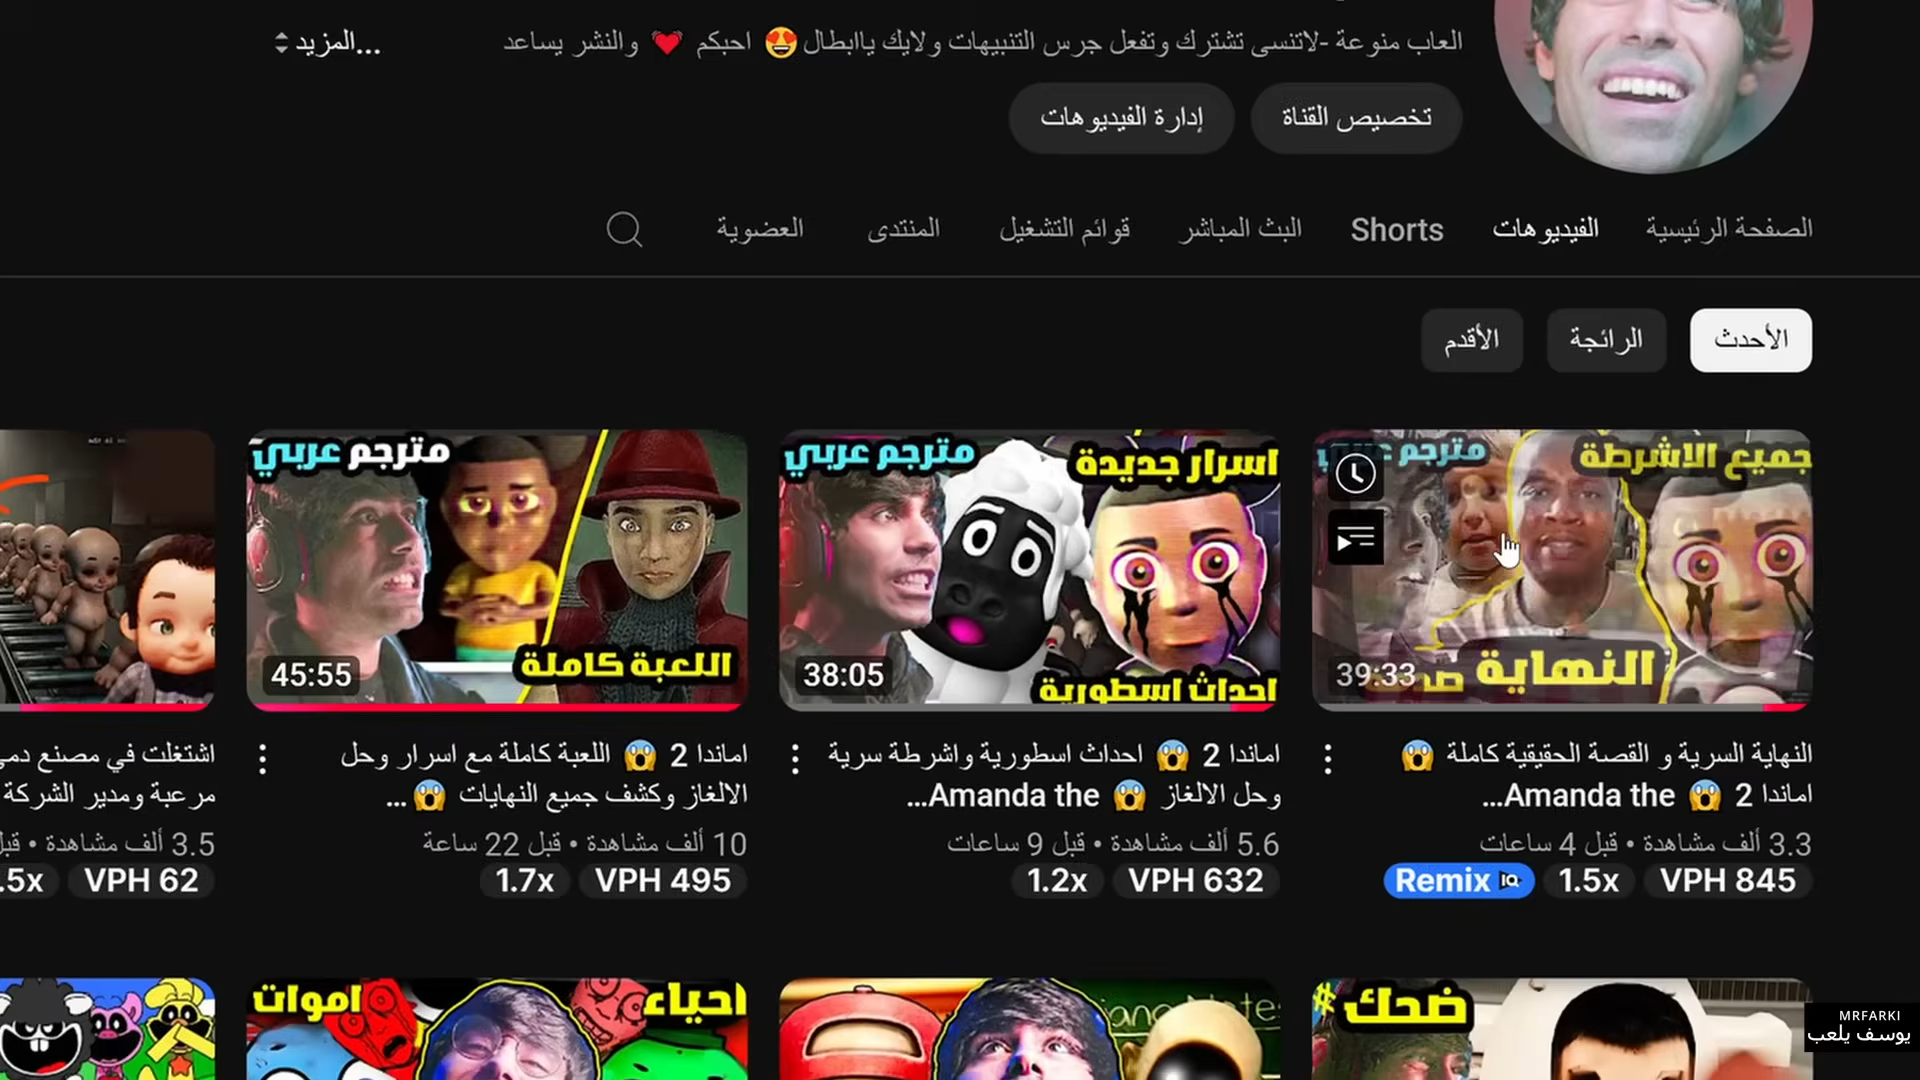 العاب منوعة -لاتنسى تشترك وتفعل جرس التنبيهات ولايك ياابطال😍 احبكم 💓 والنشر يساعد
...المزيد
تخصيص القناة
إدارة الفيديوهات
الصفحة الرئيسية
الفيديوهات
Shorts
البث المباشر
قوائم التشغيل
المنتدى
العضوية
الأحدث
الرائجة
الأقدم
جميع الاشرطة
مترجم
النهاية
39:33
اسرار جديدة
مترجم عربي
احداث اسطورية
38:05
مترجم عربي
اللعبة كاملة
45:55
النهاية السرية و القصة الحقيقية كاملة 😱
اماندا 2 😱 Amanda the...
3.3 ألف مشاهدة • قبل 4 ساعات
VPH 845
1.5x
Remix
اماندا 2 😱 احداث اسطورية واشرطة سرية
وحل الالغاز 😱 Amanda the...
5.6 ألف مشاهدة • قبل 9 ساعات
VPH 632
1.2x
اماندا 2 😱 اللعبة كاملة مع اسرار وحل
الالغاز وكشف جميع النهايات 😱 ...
10 ألف مشاهدة • قبل 22 ساعة
VPH 495
1.7x
اشتغلت في مصنع
مرعبة ومدير الشركة
3.5 ألف مشاهدة •
VPH 62
.5x
#ضحك
احياء
اموات
MRFARKI
يوسف يلعب